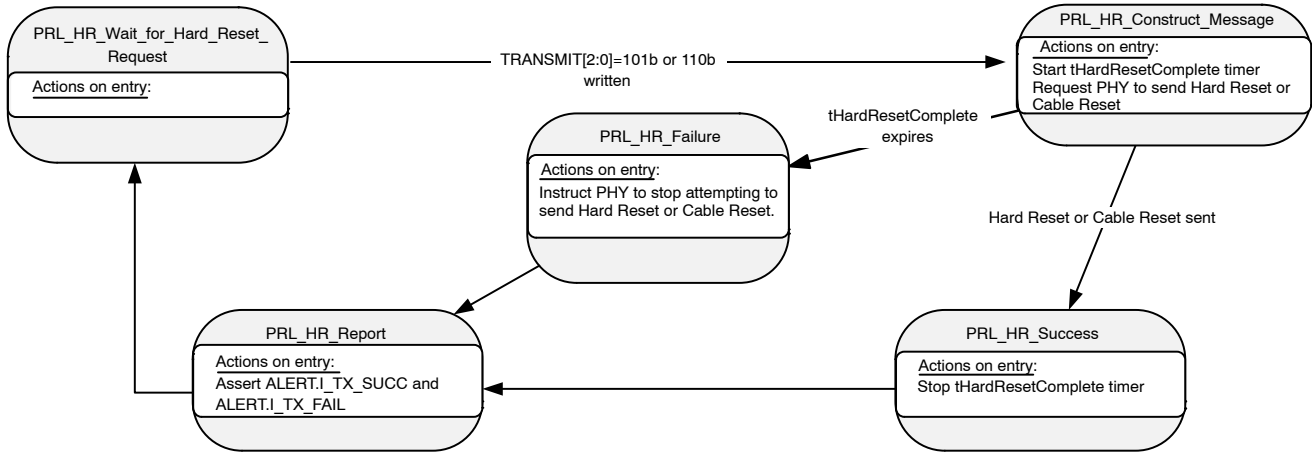 PRL_HR_Wait_for_Hard_Reset_
Request
Actions on entry:
TRANSMIT[2:0]=101b or 110b
written
PRL_HR_Construct_Message
Actions on entry:
Start tHardResetComplete timer
Request PHY to send Hard Reset or
Cable Reset
tHardResetComplete
expires
PRL_HR_Failure
Actions on entry:
Instruct PHY to stop attempting to
send Hard Reset or Cable Reset.
Hard Reset or Cable Reset sent
PRL_HR_Report
Actions on entry:
Assert ALERT.I_TX_SUCC and
ALERT.I_TX_FAIL
PRL_HR_Success
Actions on entry:
Stop tHardResetComplete timer